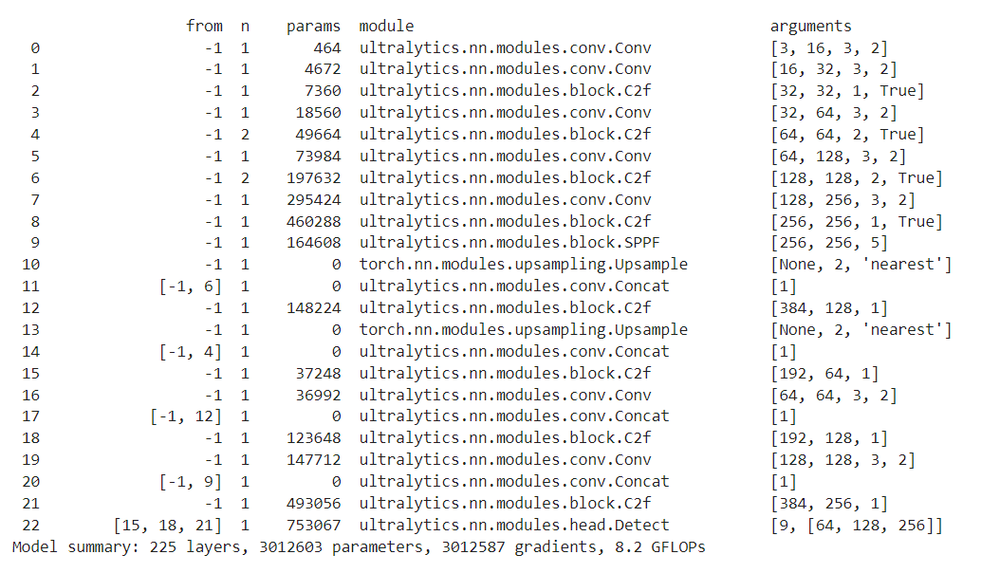 from n params module arguments
0 -1 1 464 ultralytics.nn.modules.conv.Conv [3, 16, 3, 2]
1 -1 1 4672 ultralytics.nn.modules.conv.Conv [16, 32, 3, 2]
2 -1 1 7360 ultralytics.nn.modules.block.C2f [32, 32, 1, True]
3 -1 1 18560 ultralytics.nn.modules.conv.Conv [32, 64, 3, 2]
4 -1 2 49664 ultralytics.nn.modules.block.C2f [64, 64, 2, True]
5 -1 1 73984 ultralytics.nn.modules.conv.Conv [64, 128, 3, 2]
6 -1 2 197632 ultralytics.nn.modules.block.C2f [128, 128, 2, True]
7 -1 1 295424 ultralytics.nn.modules.conv.Conv [128, 256, 3, 2]
8 -1 1 460288 ultralytics.nn.modules.block.C2f [256, 256, 1, True]
9 -1 1 164608 ultralytics.nn.modules.block.SPPF [256, 256, 5]
10 -1 1 0 torch.nn.modules.upsampling.Upsample [None, 2, 'nearest']
11 [-1, 6] 1 0 ultralytics.nn.modules.conv.Concat [1]
12 -1 1 148224 ultralytics.nn.modules.block.C2f [384, 128, 1]
13 -1 1 0 torch.nn.modules.upsampling.Upsample [None, 2, 'nearest']
14 [-1, 4] 1 0 ultralytics.nn.modules.conv.Concat [1]
15 -1 1 37248 ultralytics.nn.modules.block.C2f [192, 64, 1]
16 -1 1 36992 ultralytics.nn.modules.conv.Conv [64, 64, 3, 2]
17 [-1, 12] 1 0 ultralytics.nn.modules.conv.Concat [1]
18 -1 1 123648 ultralytics.nn.modules.block.C2f [192, 128, 1]
19 -1 1 147712 ultralytics.nn.modules.conv.Conv [128, 128, 3, 2]
20 [-1, 9] 1 0 ultralytics.nn.modules.conv.Concat [1]
21 -1 1 493056 ultralytics.nn.modules.block.C2f [384, 256, 1]
22 [15, 18, 21] 1 753067 ultralytics.nn.modules.head.Detect [9, [64, 128, 256]]
Model summary: 225 layers, 3012603 parameters, 3012587 gradients, 8.2 GFLOPs